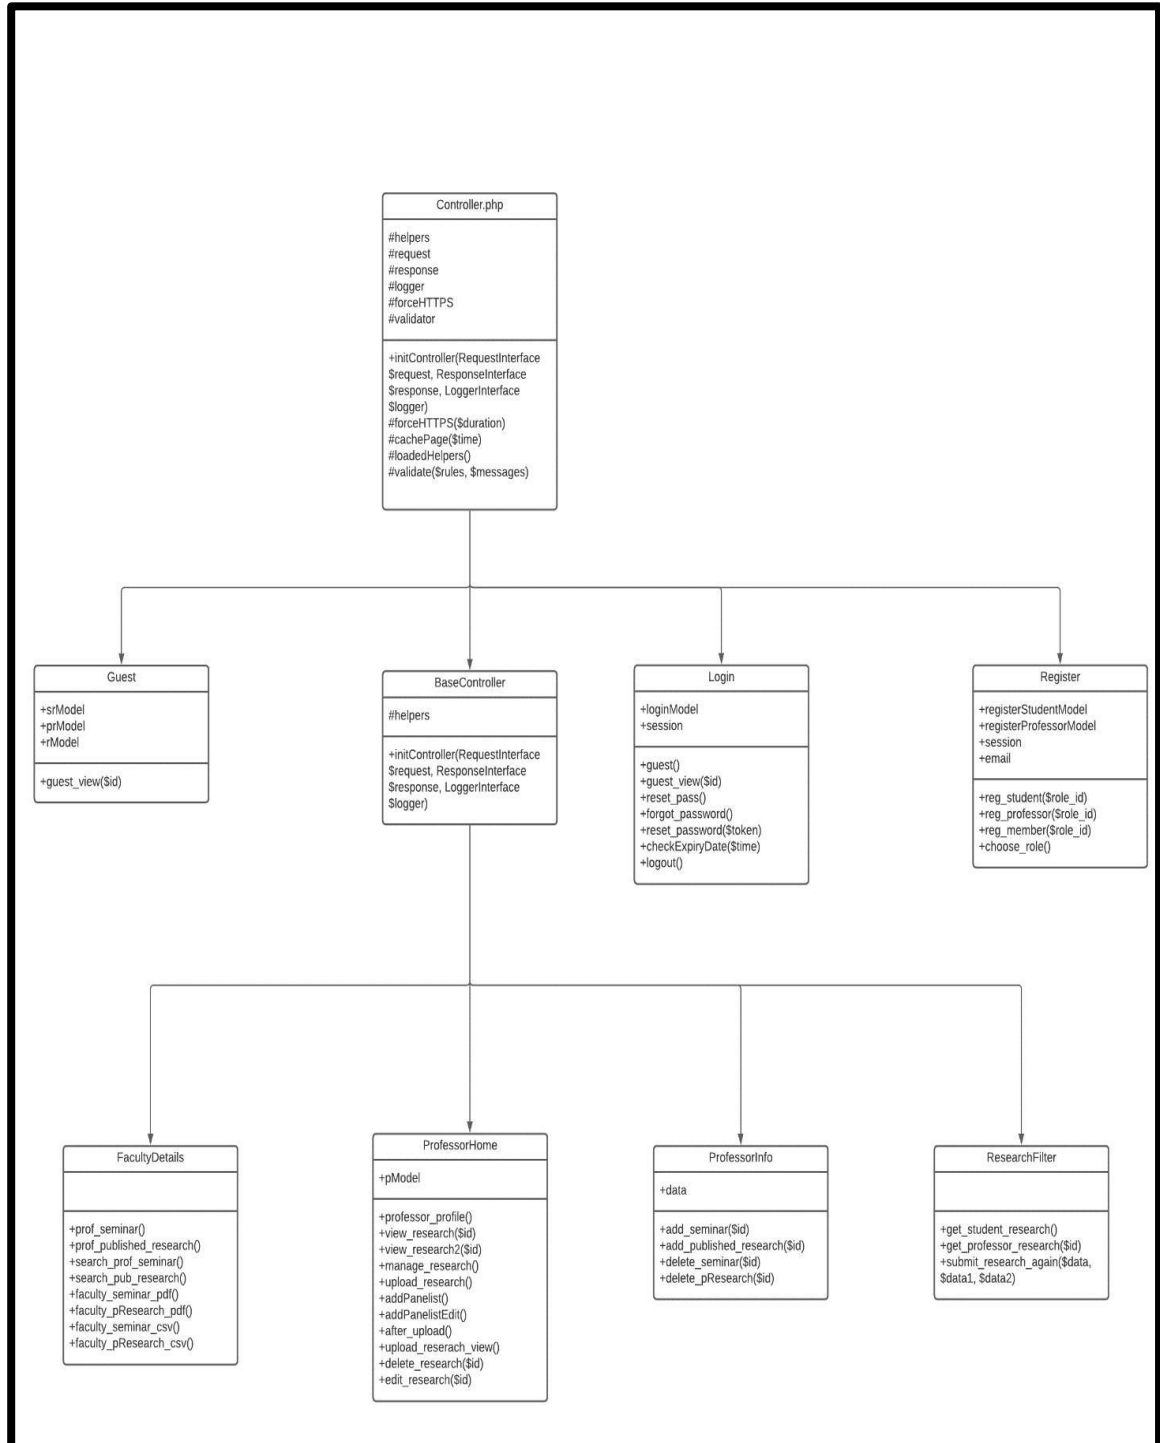 Controller.php
#helpers
#request
#response
#logger
#forceHTTPS
#validator
+initController(RequestInterface
$request, ResponseInterface
$response, LoggerInterface
$logger)
#forceHTTPS($duration)
#cachePage($time)
#loadedHelpers()
#validate($rules, $messages)
Guest
+srModel
+prModel
+rModel
+guest_view($id)
BaseController
#helpers
+initController(RequestInterface
$request, ResponseInterface
$response, LoggerInterface
$logger)
Login
+loginModel
+session
+guest()
+guest_view($id)
+reset_pass()
+forgot_password()
+reset_password($token)
+checkExpiryDate($time)
+logout()
Register
+registerStudentModel
+registerProfessorModel
+session
+email
+reg_student($role_id)
+reg_professor($role_id)
+reg_member($role_id)
+choose_role()
FacultyDetails
+prof_seminar()
+prof_published_research()
+search_prof_seminar()
+search_pub_research()
+faculty_seminar_pdf()
+faculty_pResearch_pdf()
+faculty_seminar_csv()
+faculty_pResearch_csv()
ProfessorHome
+pModel
+professor_profile()
+view_research($id)
+view_research2($id)
+manage_research()
+upload_research()
+addPanelist()
+addPanelistEdit()
+after_upload()
+upload_reserach_view()
+delete_research($id)
+edit_research($id)
ProfessorInfo
+data
+add_seminar($id)
+add_published_research($id)
+delete_seminar($id)
+delete_pResearch($id)
ResearchFilter
+get_student_research()
+get_professor_research($id)
+submit_research_again($data,
$data1, $data2)